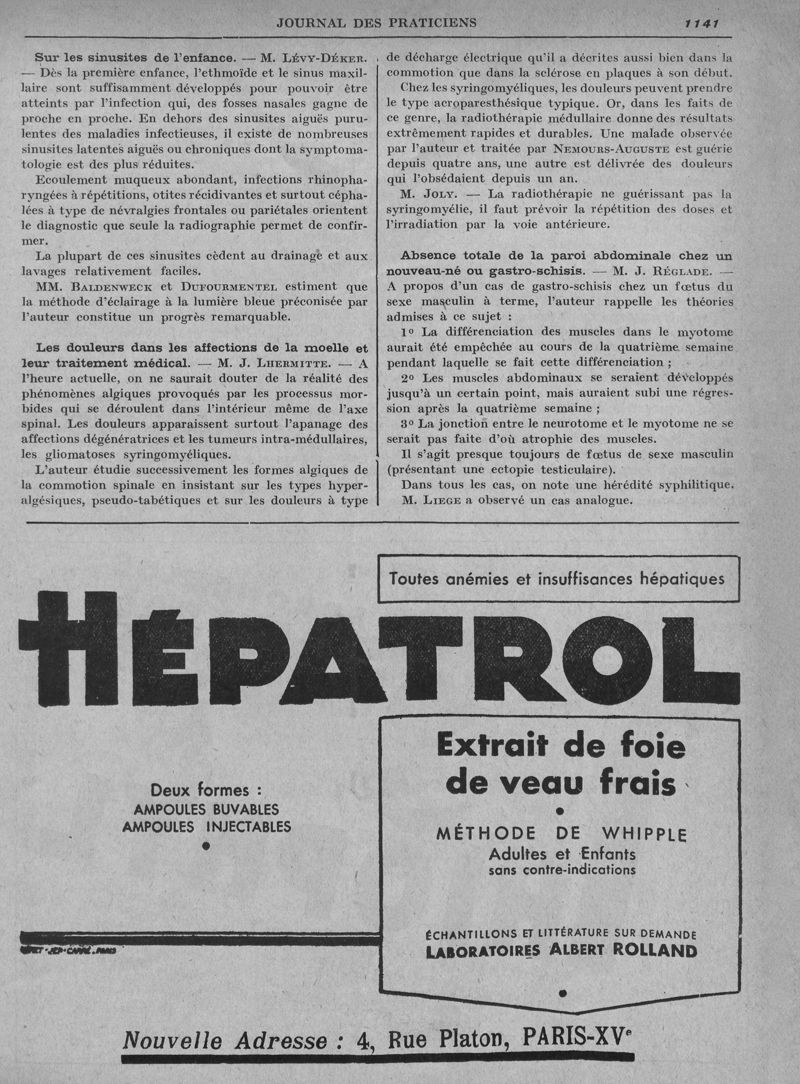 JOURNAL DES PRATICIENS
1141
Sur les sinusites de l'enfance. — M. LÉVY-DÉKER.
— Dès la première enfance, l'ethmoïde et le sinus maxil-
laire sont suffisamment développés pour pouvoir être
atteints par l'infection qui, des fosses nasales gagne de
proche en proche. En dehors des sinusites aiguës puru-
lentes des maladies infectieuses, il existe de nombreuses
sinusites latentes aiguës ou chroniques dont la symptoma-
tologie est des plus réduites.
Ecoulement muqueux abondant, infections rhinopha-
ryngées à répétitions, otites récidivantes et surtout cépha-
lées à type de névralgies frontales ou pariétales orientent
le diagnostic que seule la radiographie permet de confir-
mer.
La plupart de ces sinusites cèdent au drainage et aux
lavages relativement faciles.
MM. BALDENWECK et DUFOURMENTEL estiment que
la méthode d'éclairage à la lumière bleue préconisée par
l'auteur constitue un progrès remarquable.
Les douleurs dans les affections de la moelle et
leur traitement médical. — M. J. LHERMITTE. — A
l'heure actuelle, on ne saurait douter de la réalité des
phénomènes algiques provoqués par les processus mor-
bides qui se déroulent dans l'intérieur même de l'axe
spinal. Les douleurs apparaissent surtout l'apanage des
affections dégénératrices et les tumeurs intra-médullaires,
les gliomatoses syringomyéliques.
L'auteur étudie successivement les formes algiques de
la commotion spinale en insistant sur les types hyper-
algésiques, pseudo-tabétiques et sur les douleurs à type
de décharge électrique qu'il a décrites aussi bien dans la
commotion que dans la sclérose en plaques à son début.
Chez les syringomyéliques, les douleurs peuvent prendre
le type acroparesthésique typique. Or, dans les faits de
ce genre, la radiothérapie médullaire donne des résultats
extrêmement rapides et durables. Une malade observée
par l'auteur et traitée par NEMOURS-AUGUSTE est guérie
depuis quatre ans, une autre est délivrée des douleurs
qui l'obsédaient depuis un an.
M. JOLY. — La radiothérapie ne guérissant pas la
syringomyélie, il faut prévoir la répétition des doses et
l'irradiation par la voie antérieure.
Absence totale de la paroi abdominale chez un
nouveau-né ou gastro-schisis. — M. J. RÉGLADE. —
A propos d'un cas de gastro-schisis chez un fœtus du
sexe masculin à terme, l'auteur rappelle les théories
admises à ce sujet :
1º La différenciation des muscles dans le myotome
aurait été empêchée au cours de la quatrième semaine
pendant laquelle se fait cette différenciation ;
2º Les muscles abdominaux se seraient développés
jusqu'à un certain point, mais auraient subi une régres-
sion après la quatrième semaine ;
3º La jonction entre le neurotome et le myotome ne se
serait pas faite d'où atrophie des muscles.
Il s'agit presque toujours de fœtus de sexe masculin
(présentant une ectopie testiculaire).
Dans tous les cas, on note une hérédité syphilitique.
M. LIEGE a observé un cas analogue.
Toutes anémies et insuffisances hépatiques
HÉPATROL
Extrait de foie
de veau frais
Deux formes :
AMPOULES BUVABLES
AMPOULES INJECTABLES
MÉTHODE DE WHIPPLE
Adultes et Enfants
sans contre-indications
ÉCHANTILLONS ET LITTÉRATURE SUR DEMANDE
LABORATOIRES ALBERT ROLLAND
Nouvelle Adresse : 4, Rue Platon, PARIS-XVe